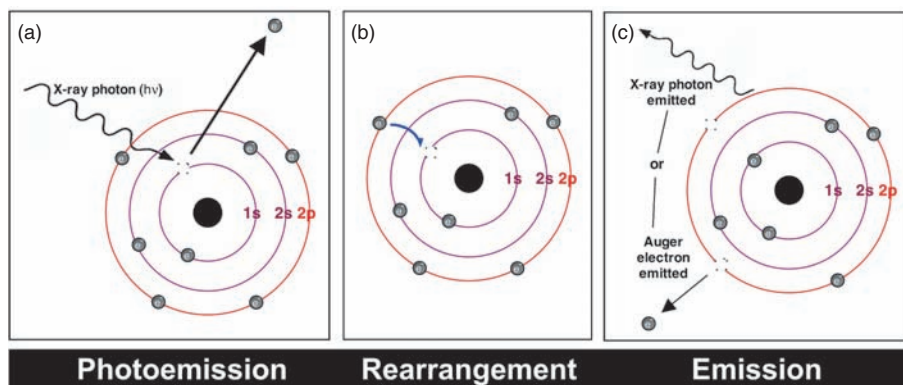 (a)
X-ray photon (hν)
1s 2s 2p
Photoemission
(b)
1s 2s 2p
Rearrangement
(c)
X-ray photon
emitted
or
Auger
electron
emitted
1s 2s 2p
Emission